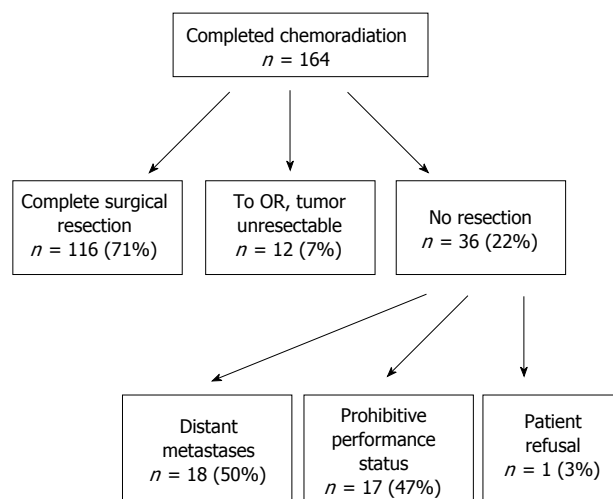 Completed chemoradiation
n = 164
Complete surgical
resection
n = 116 (71%)
To OR, tumor
unresectable
n = 12 (7%)
No resection
n = 36 (22%)
Distant
metastases
n = 18 (50%)
Prohibitive
performance
status
n = 17 (47%)
Patient
refusal
n = 1 (3%)